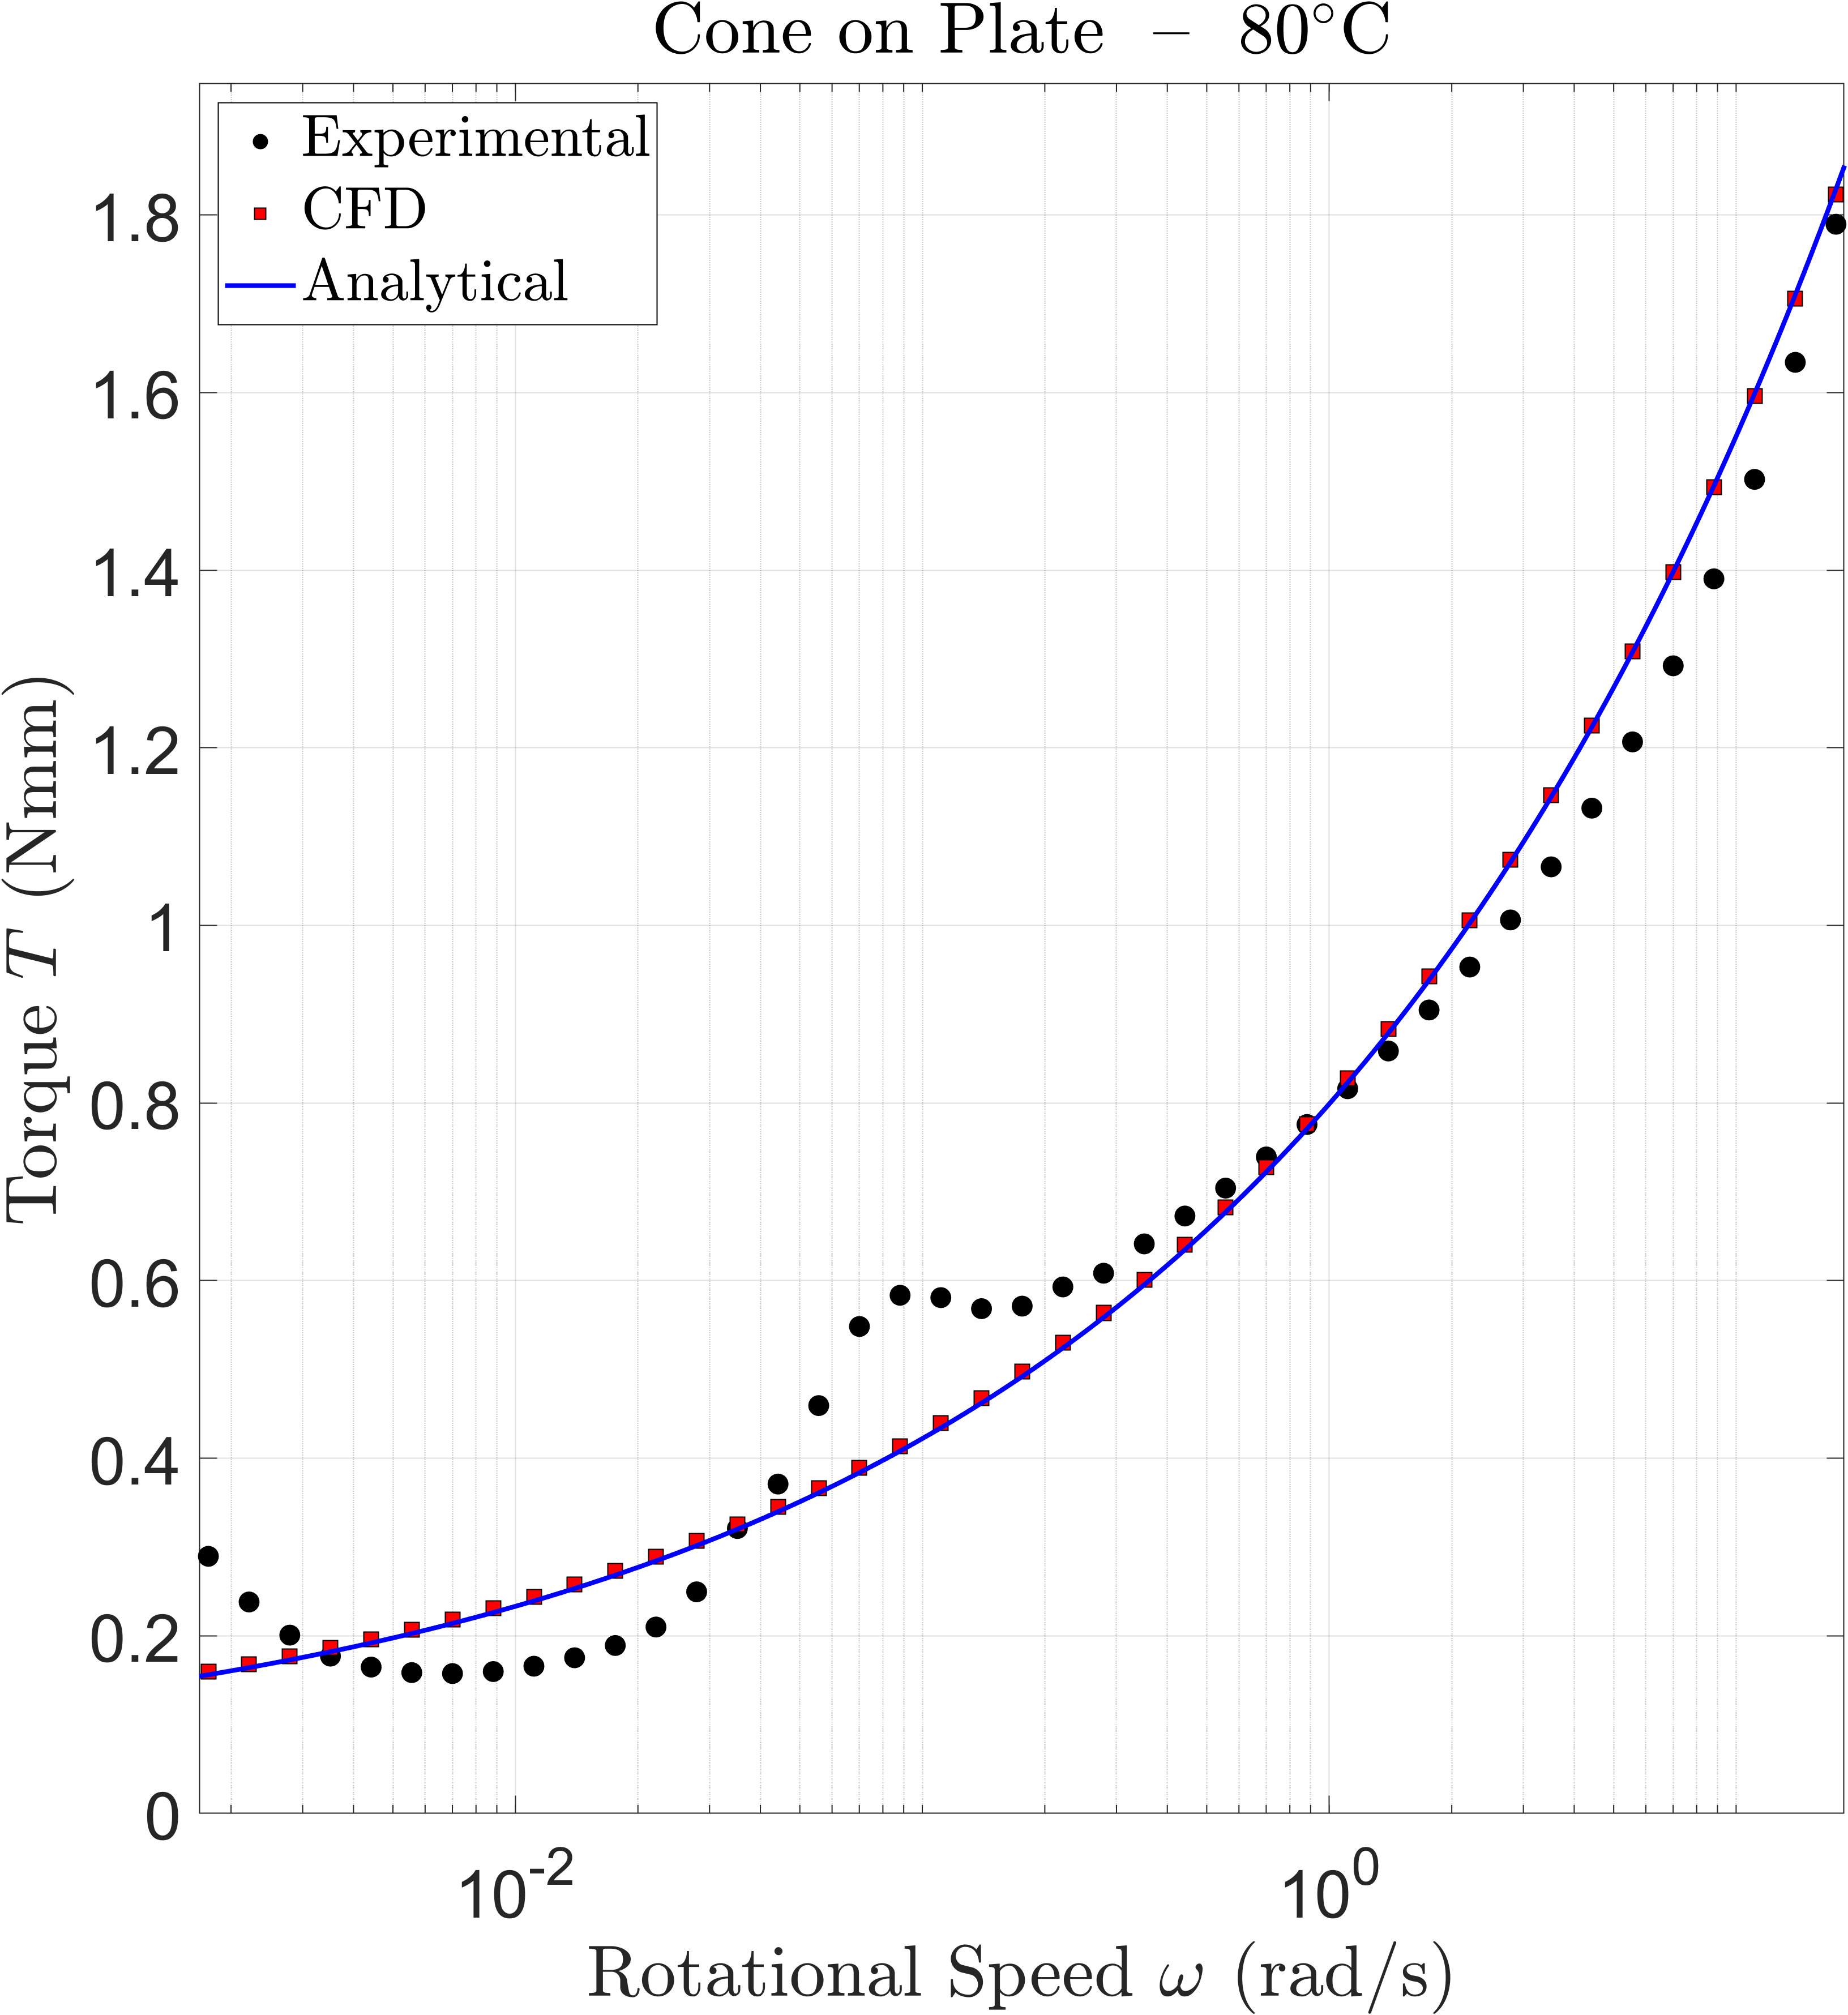 Cone on Plate − 80°C
Experimental
CFD
Analytical
1.8
1.6
1.4
1.2
1
0.8
0.6
0.4
0.2
0
Torque T (Nmm)
10⁻² 10⁰
Rotational Speed ω (rad/s)